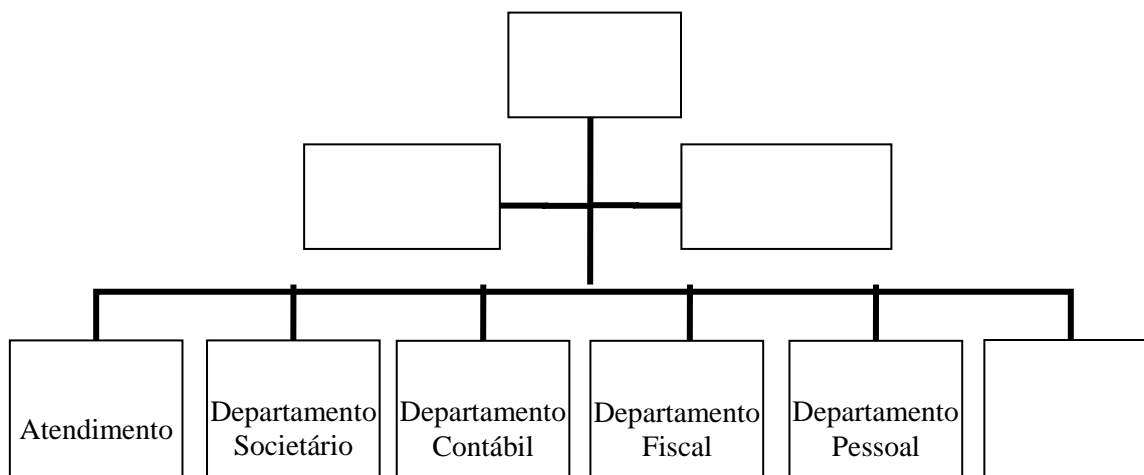 Atendimento
Departamento
Societário
Departamento
Contábil
Departamento
Fiscal
Departamento
Pessoal